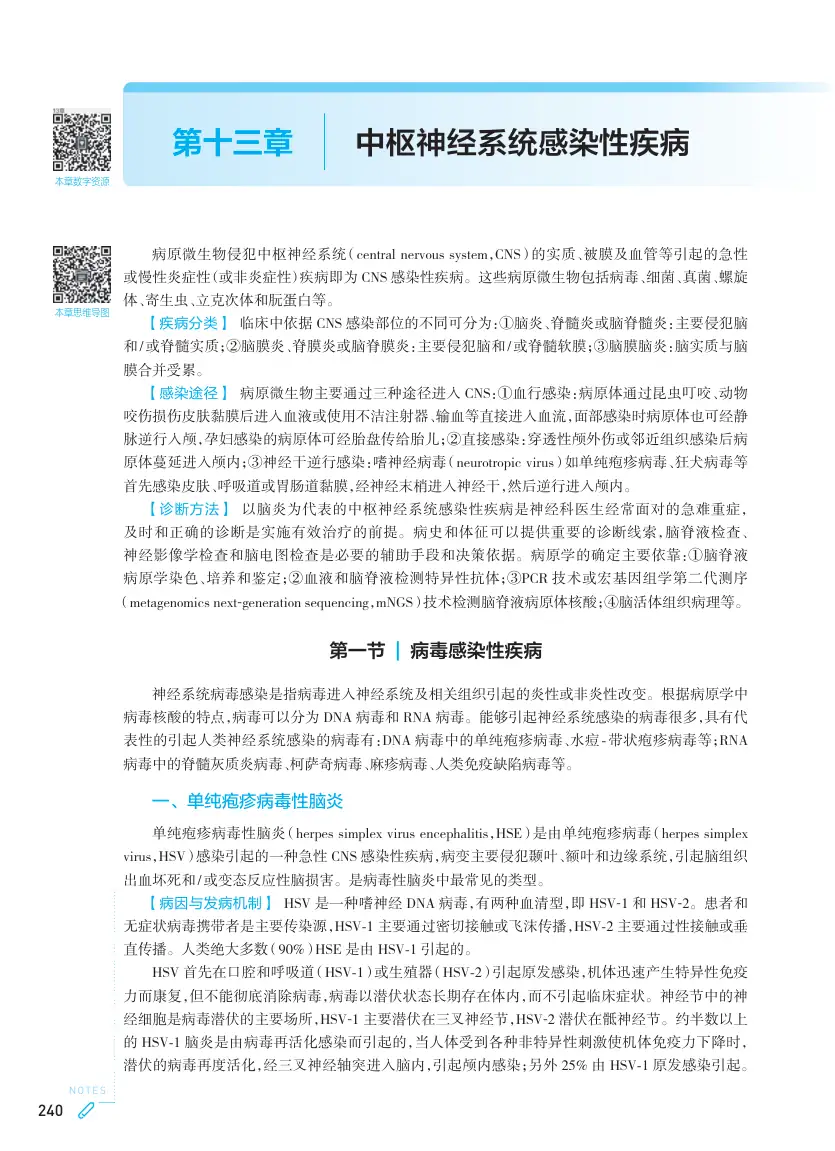 第十三章 中枢神经系统感染性疾病
本章数字资源
本章思维导图
病原微生物侵犯中枢神经系统(central nervous system,CNS)的实质、被膜及血管等引起的急性
或慢性炎症性(或非炎症性)疾病即为 CNS 感染性疾病。这些病原微生物包括病毒、细菌、真菌、螺旋
体、寄生虫、立克次体和朊蛋白等。
【疾病分类】 临床中依据 CNS 感染部位的不同可分为:①脑炎、脊髓炎或脑脊髓炎:主要侵犯脑
和/或脊髓实质;②脑膜炎、脊膜炎或脑脊膜炎:主要侵犯脑和/或脊髓软膜;③脑膜脑炎:脑实质与脑
膜合并受累。
【感染途径】 病原微生物主要通过三种途径进入 CNS:①血行感染:病原体通过昆虫叮咬、动物
咬伤损伤皮肤黏膜后进入血液或使用不洁注射器、输血等直接进入血流,面部感染时病原体也可经静
脉逆行入颅,孕妇感染的病原体可经胎盘传给胎儿;②直接感染:穿透性颅外伤或邻近组织感染后病
原体蔓延进入颅内;③神经干逆行感染:嗜神经病毒(neurotropic virus)如单纯疱疹病毒、狂犬病毒等
首先感染皮肤、呼吸道或胃肠道黏膜,经神经末梢进入神经干,然后逆行进入颅内。
【诊断方法】 以脑炎为代表的中枢神经系统感染性疾病是神经科医生经常面对的急难重症,
及时和正确的诊断是实施有效治疗的前提。病史和体征可以提供重要的诊断线索,脑脊液检查、
神经影像学检查和脑电图检查是必要的辅助手段和决策依据。病原学的确定主要依靠:①脑脊液
病原学染色、培养和鉴定;②血液和脑脊液检测特异性抗体;③PCR 技术或宏基因组学第二代测序
(metagenomics next-generation sequencing,mNGS)技术检测脑脊液病原体核酸;④脑活体组织病理等。
第一节 | 病毒感染性疾病
神经系统病毒感染是指病毒进入神经系统及相关组织引起的炎性或非炎性改变。根据病原学中
病毒核酸的特点,病毒可以分为 DNA 病毒和 RNA 病毒。能够引起神经系统感染的病毒很多,具有代
表性的引起人类神经系统感染的病毒有:DNA 病毒中的单纯疱疹病毒、水痘-带状疱疹病毒等;RNA
病毒中的脊髓灰质炎病毒、柯萨奇病毒、麻疹病毒、人类免疫缺陷病毒等。
一、单纯疱疹病毒性脑炎
单纯疱疹病毒性脑炎(herpes simplex virus encephalitis,HSE)是由单纯疱疹病毒(herpes simplex
virus,HSV)感染引起的一种急性 CNS 感染性疾病,病变主要侵犯颞叶、额叶和边缘系统,引起脑组织
出血坏死和/或变态反应性脑损害。是病毒性脑炎中最常见的类型。
【病因与发病机制】 HSV 是一种嗜神经 DNA 病毒,有两种血清型,即 HSV-1 和 HSV-2。患者和
无症状病毒携带者是主要传染源,HSV-1 主要通过密切接触或飞沫传播,HSV-2 主要通过性接触或垂
直传播。人类绝大多数(90%)HSE 是由 HSV-1 引起的。
HSV 首先在口腔和呼吸道(HSV-1)或生殖器(HSV-2)引起原发感染,机体迅速产生特异性免疫
力而康复,但不能彻底消除病毒,病毒以潜伏状态长期存在体内,而不引起临床症状。神经节中的神
经细胞是病毒潜伏的主要场所,HSV-1 主要潜伏在三叉神经节,HSV-2 潜伏在骶神经节。约半数以上
的 HSV-1 脑炎是由病毒再活化感染而引起的,当人体受到各种非特异性刺激使机体免疫力下降时,
潜伏的病毒再度活化,经三叉神经轴突进入脑内,引起颅内感染;另外 25% 由 HSV-1 原发感染引起。
NOTES
240